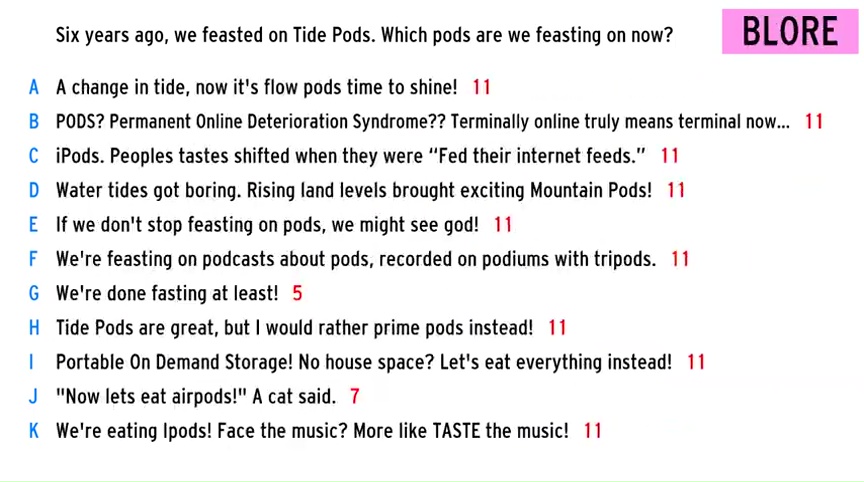 Six years ago, we feasted on Tide Pods. Which pods are we feasting on now?
BLORE
A A change in tide, now it's flow pods time to shine! 11
B PODS? Permanent Online Deterioration Syndrome?? Terminally online truly means terminal now... 11
C iPods. Peoples tastes shifted when they were “Fed their internet feeds.” 11
D Water tides got boring. Rising land levels brought exciting Mountain Pods! 11
E If we don't stop feasting on pods, we might see god! 11
F We're feasting on podcasts about pods, recorded on podiums with tripods. 11
G We're done fasting at least! 5
H Tide Pods are great, but I would rather prime pods instead! 11
I Portable On Demand Storage! No house space? Let's eat everything instead! 11
J "Now lets eat airpods!" A cat said. 7
K We're eating Ipods! Face the music? More like TASTE the music! 11